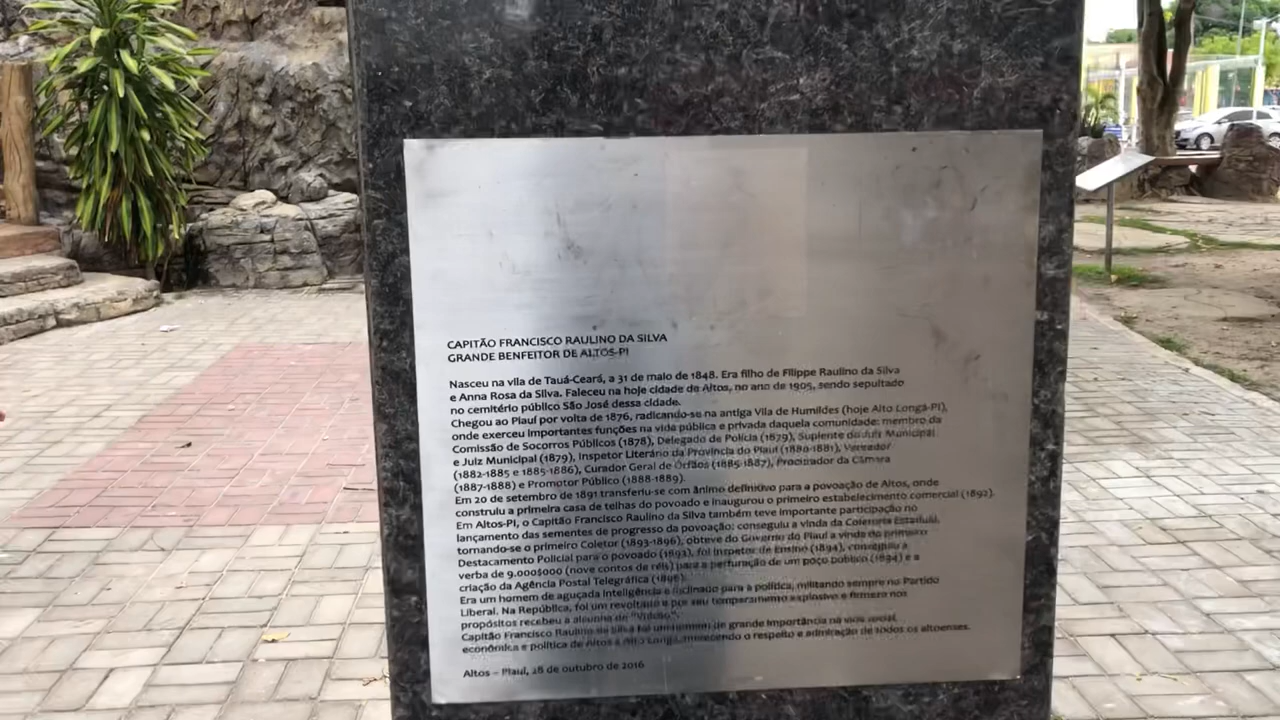 CAPITÃO FRANCISCO RAULINO DA SILVA
GRANDE BENFEITOR DE ALTOS-PI
Nasceu na vila de Tauá-Ceará, a 31 de maio de 1848. Era filho de Filippe Raulino da Silva
e Anna Rosa da Silva. Faleceu na hoje cidade de Altos, no ano de 1905, sendo sepultado
no cemitério público São José dessa cidade.
Chegou ao Piauí por volta de 1876, radicando-se na antiga Vila de Humildes (hoje Alto Longá-PI),
onde exerceu importantes funções na vida pública e privada daquela comunidade: membro da
Comissão de Socorros Públicos (1878), Delegado de Polícia (1879), Suplente de Juiz Municipal
e Juiz Municipal (1879), Inspetor Literário da Província do Piauí (1880-1881), Vereador
(1882-1885 e 1885-1886), Curador Geral de Órfãos (1885-1887), Procurador da Câmara
(1887-1888) e Promotor Público (1888-1889).
Em 20 de setembro de 1891 transferiu-se com ânimo definitivo para a povoação de Altos, onde
construiu a primeira casa de telhas do povoado e inaugurou o primeiro estabelecimento comercial (1892).
Em Altos-PI, o Capitão Francisco Raulino da Silva também teve importante participação no
lançamento das sementes de progresso da povoação: conseguiu a vinda da Coletoria Estadual,
tornando-se o primeiro Coletor (1893-1896), obteve do Governo do Piauí a vinda do primeiro
Destacamento Policial para o povoado (1893), foi Inspetor de Ensino (1894), conseguiu a
verba de 9.000$000 (nove contos de réis) para a perfuração de um poço público (1894) e a
criação da Agência Postal Telegráfica (1896).
Era um homem de aguçada inteligência e inclinado para a política, militando sempre no Partido
Liberal. Na República, foi um revoltado e por seu temperamento explosivo e firmeza nos
propósitos recebeu a alcunha de
Capitão Francisco Raulino da Silva foi um homem de grande importância na vida social,
econômica e política de Altos e Alto Longá, merecendo o respeito e admiração de todos os altoenses.
Altos – Piauí, 28 de outubro de 2016